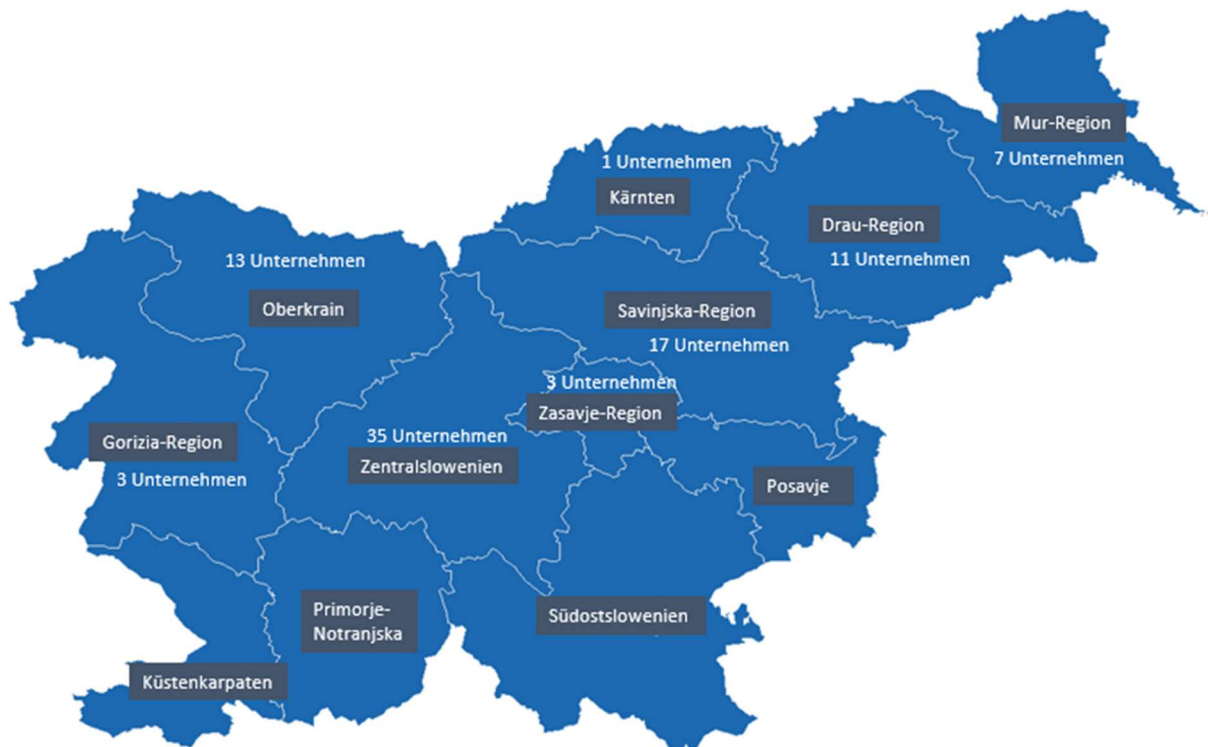 Mur-Region
7 Unternehmen
1 Unternehmen
Kärnten
Drau-Region
11 Unternehmen
13 Unternehmen
Oberkrain
Savinjska-Region
17 Unternehmen
3 Unternehmen
Zasavje-Region
35 Unternehmen
Zentralslowenien
Gorizia-Region
3 Unternehmen
Posavje
Primorje-
Notranjska
Südostslowenien
Küstenkarpaten